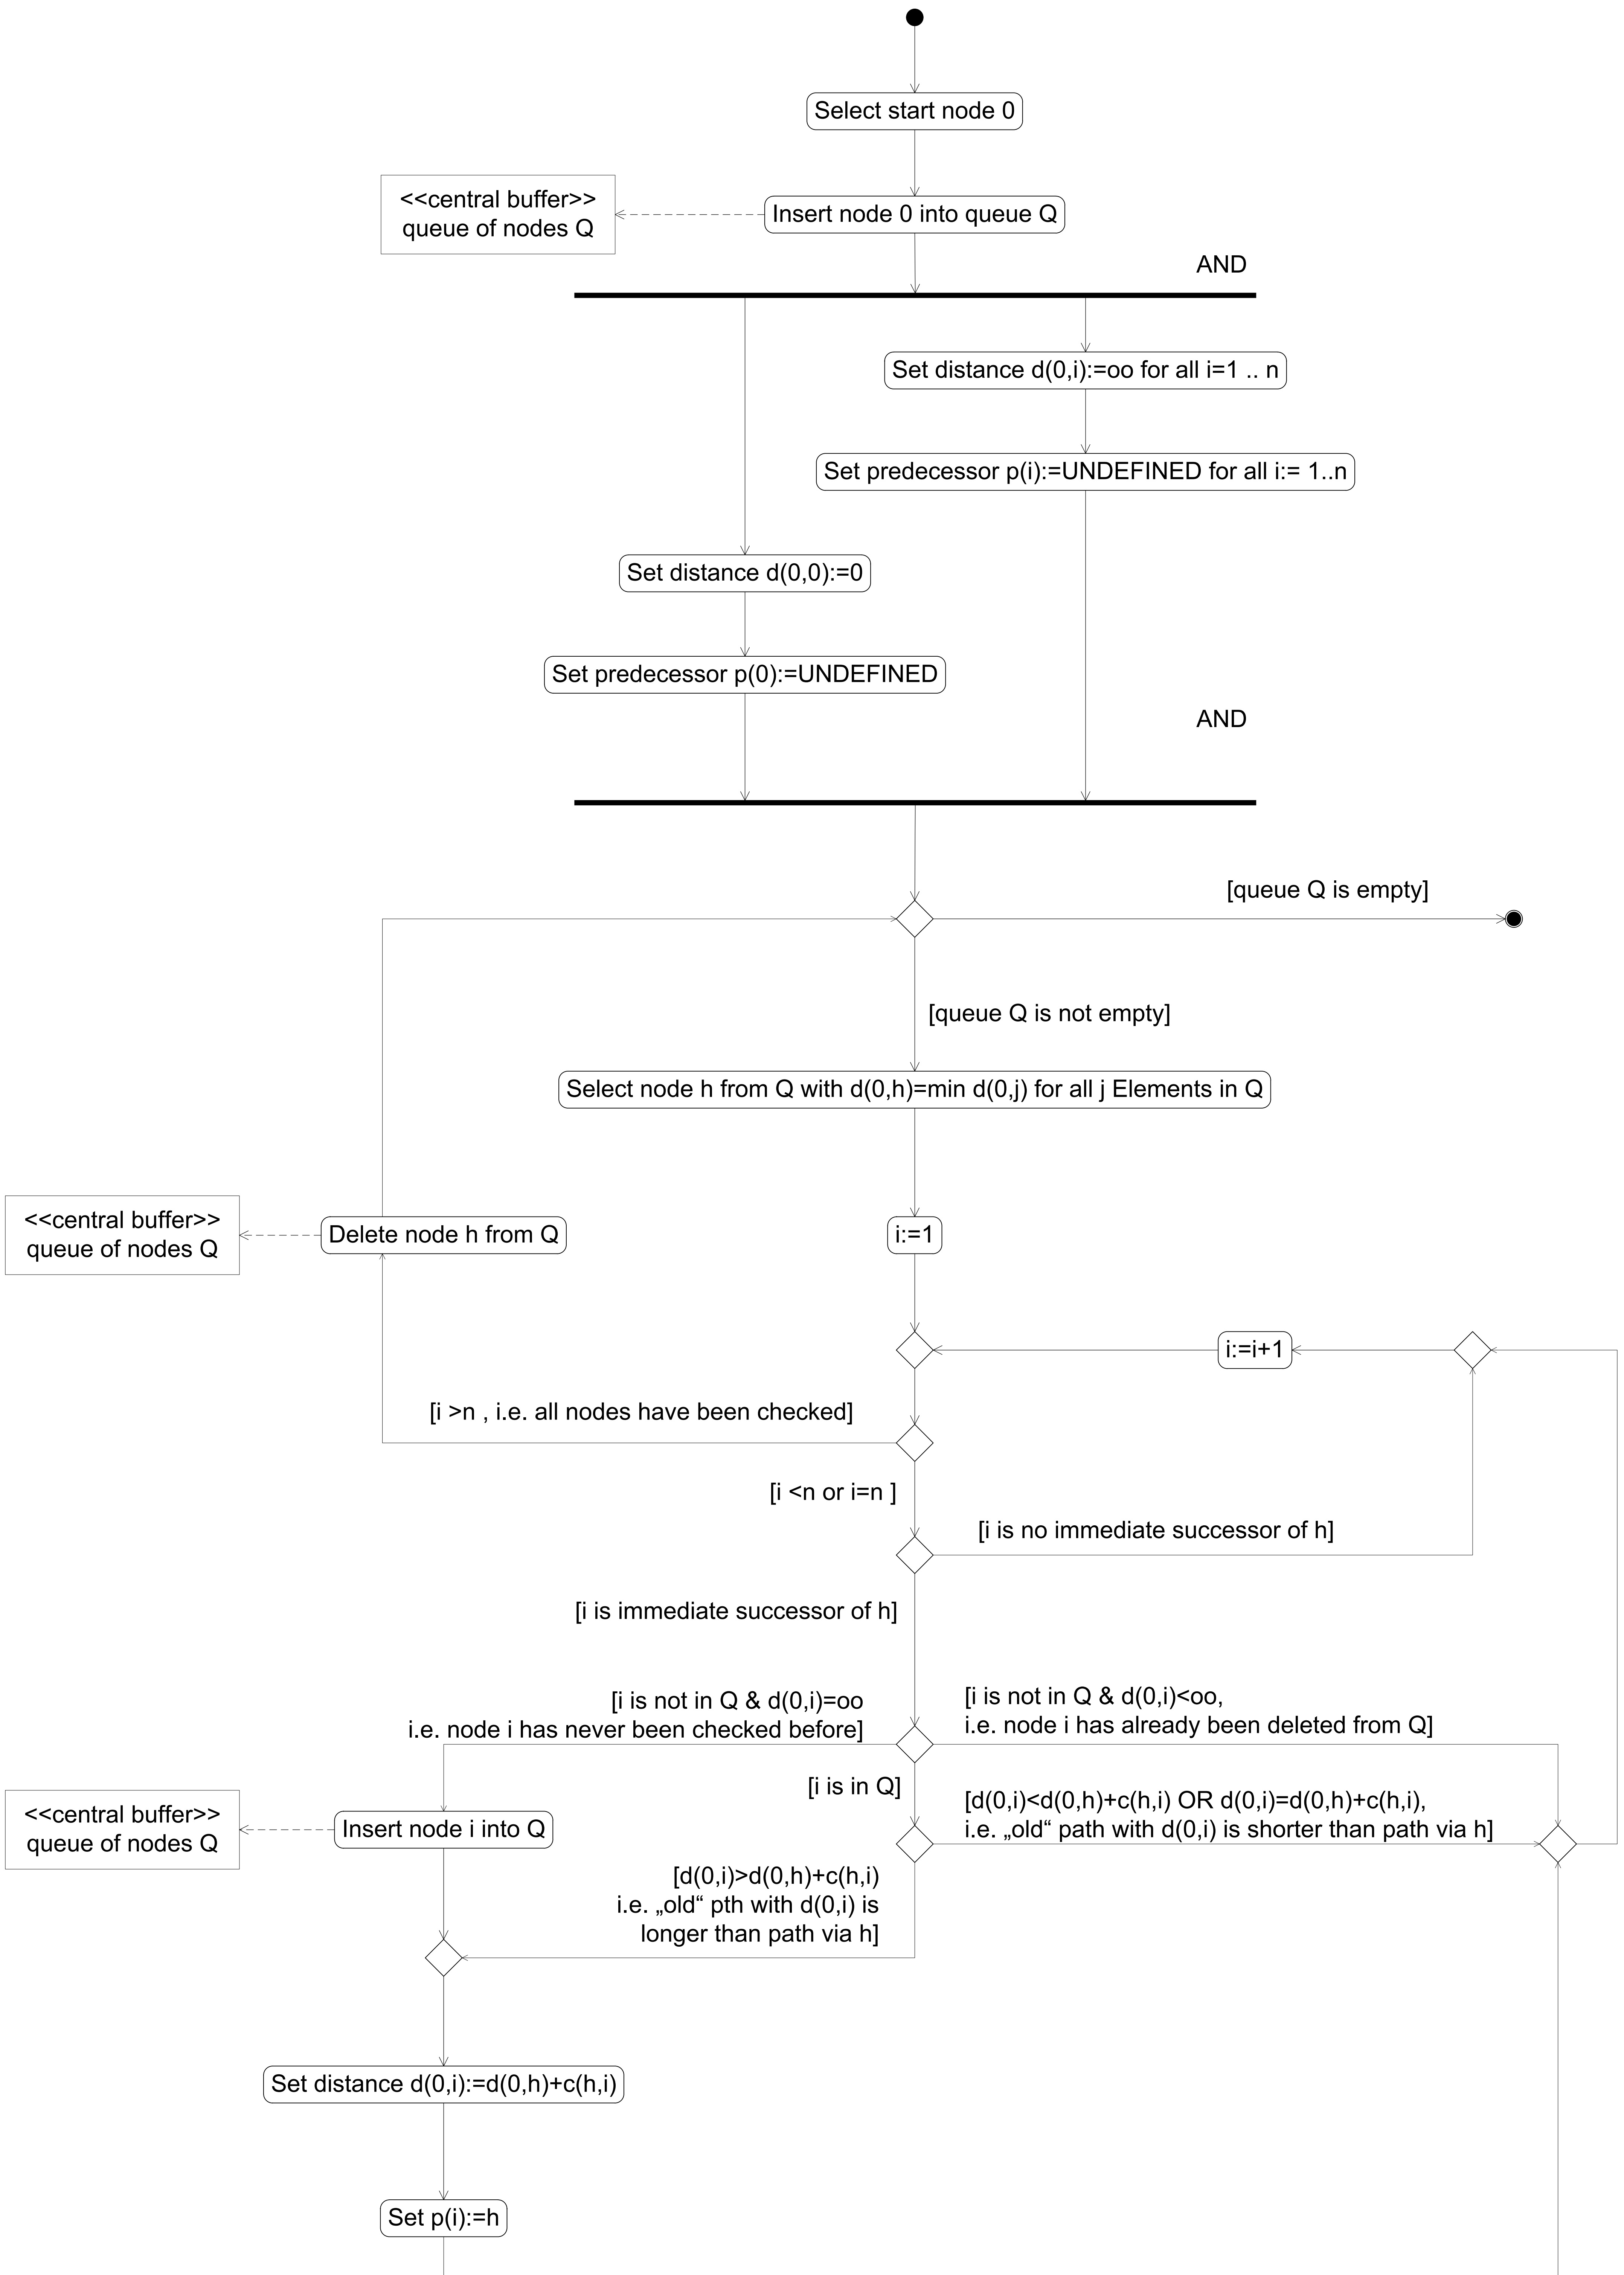 Select start node 0
<<central buffer>>
queue of nodes Q
Insert node 0 into queue Q
AND
Set distance d(0,i):=oo for all i=1 .. n
Set predecessor p(i):=UNDEFINED for all i:= 1..n
Set distance d(0,0):=0
Set predecessor p(0):=UNDEFINED
AND
[queue Q is empty]
[queue Q is not empty]
Select node h from Q with d(0,h)=min d(0,j) for all j Elements in Q
<<central buffer>>
queue of nodes Q
Delete node h from Q
i:=1
i:=i+1
[i >n , i.e. all nodes have been checked]
[i <n or i=n ]
[i is no immediate successor of h]
[i is immediate successor of h]
[i is not in Q & d(0,i)=oo
i.e. node i has never been checked before]
[i is not in Q & d(0,i)<oo,
i.e. node i has already been deleted from Q]
[i is in Q]
<<central buffer>>
queue of nodes Q
Insert node i into Q
[d(0,i)<d(0,h)+c(h,i) OR d(0,i)=d(0,h)+c(h,i),
i.e. „old“ path with d(0,i) is shorter than path via h]
[d(0,i)>d(0,h)+c(h,i)
i.e. „old“ pth with d(0,i) is
longer than path via h]
Set distance d(0,i):=d(0,h)+c(h,i)
Set p(i):=h